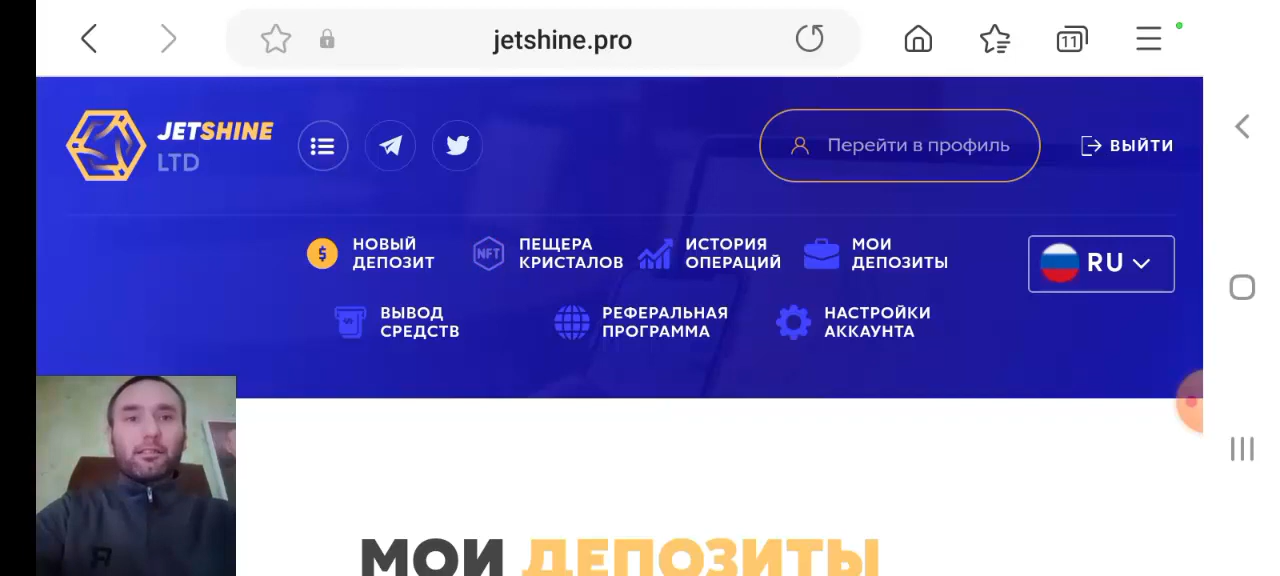 jetshine.pro
11
JETSHINE
LTD
Перейти в профиль
ВЫЙТИ
НОВЫЙ
ДЕПОЗИТ
NFT
ПЕЩЕРА
КРИСТАЛОВ
ИСТОРИЯ
ОПЕРАЦИЙ
МОИ
ДЕПОЗИТЫ
RU
ВЫВОД
СРЕДСТВ
РЕФЕРАЛЬНАЯ
ПРОГРАММА
НАСТРОЙКИ
АККАУНТА
МОИ ДЕПОЗИТЫ